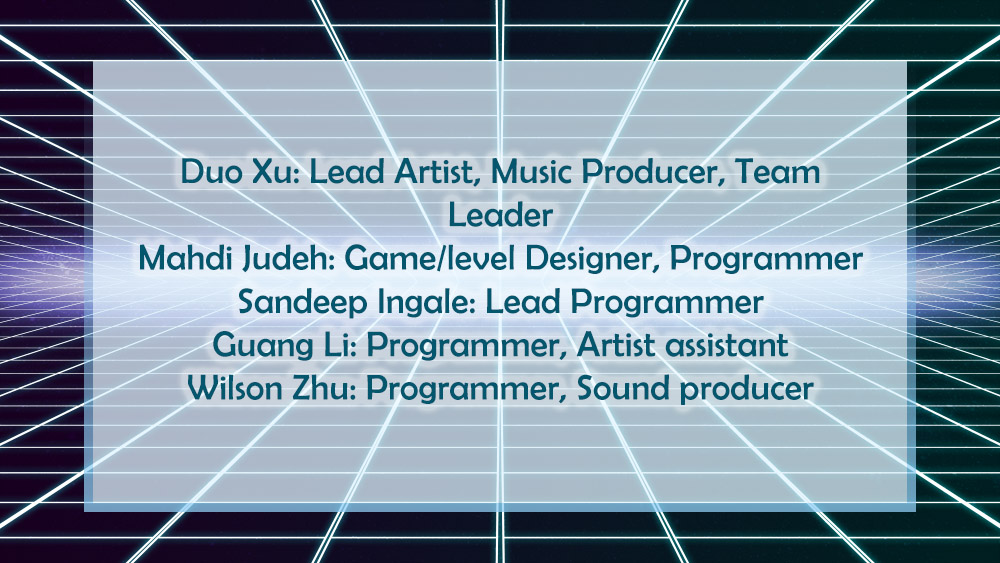 Duo Xu: Lead Artist, Music Producer, Team
Leader
Mahdi Judeh: Game/level Designer, Programmer
Sandeep Ingale: Lead Programmer
Guang Li: Programmer, Artist assistant
Wilson Zhu: Programmer, Sound producer